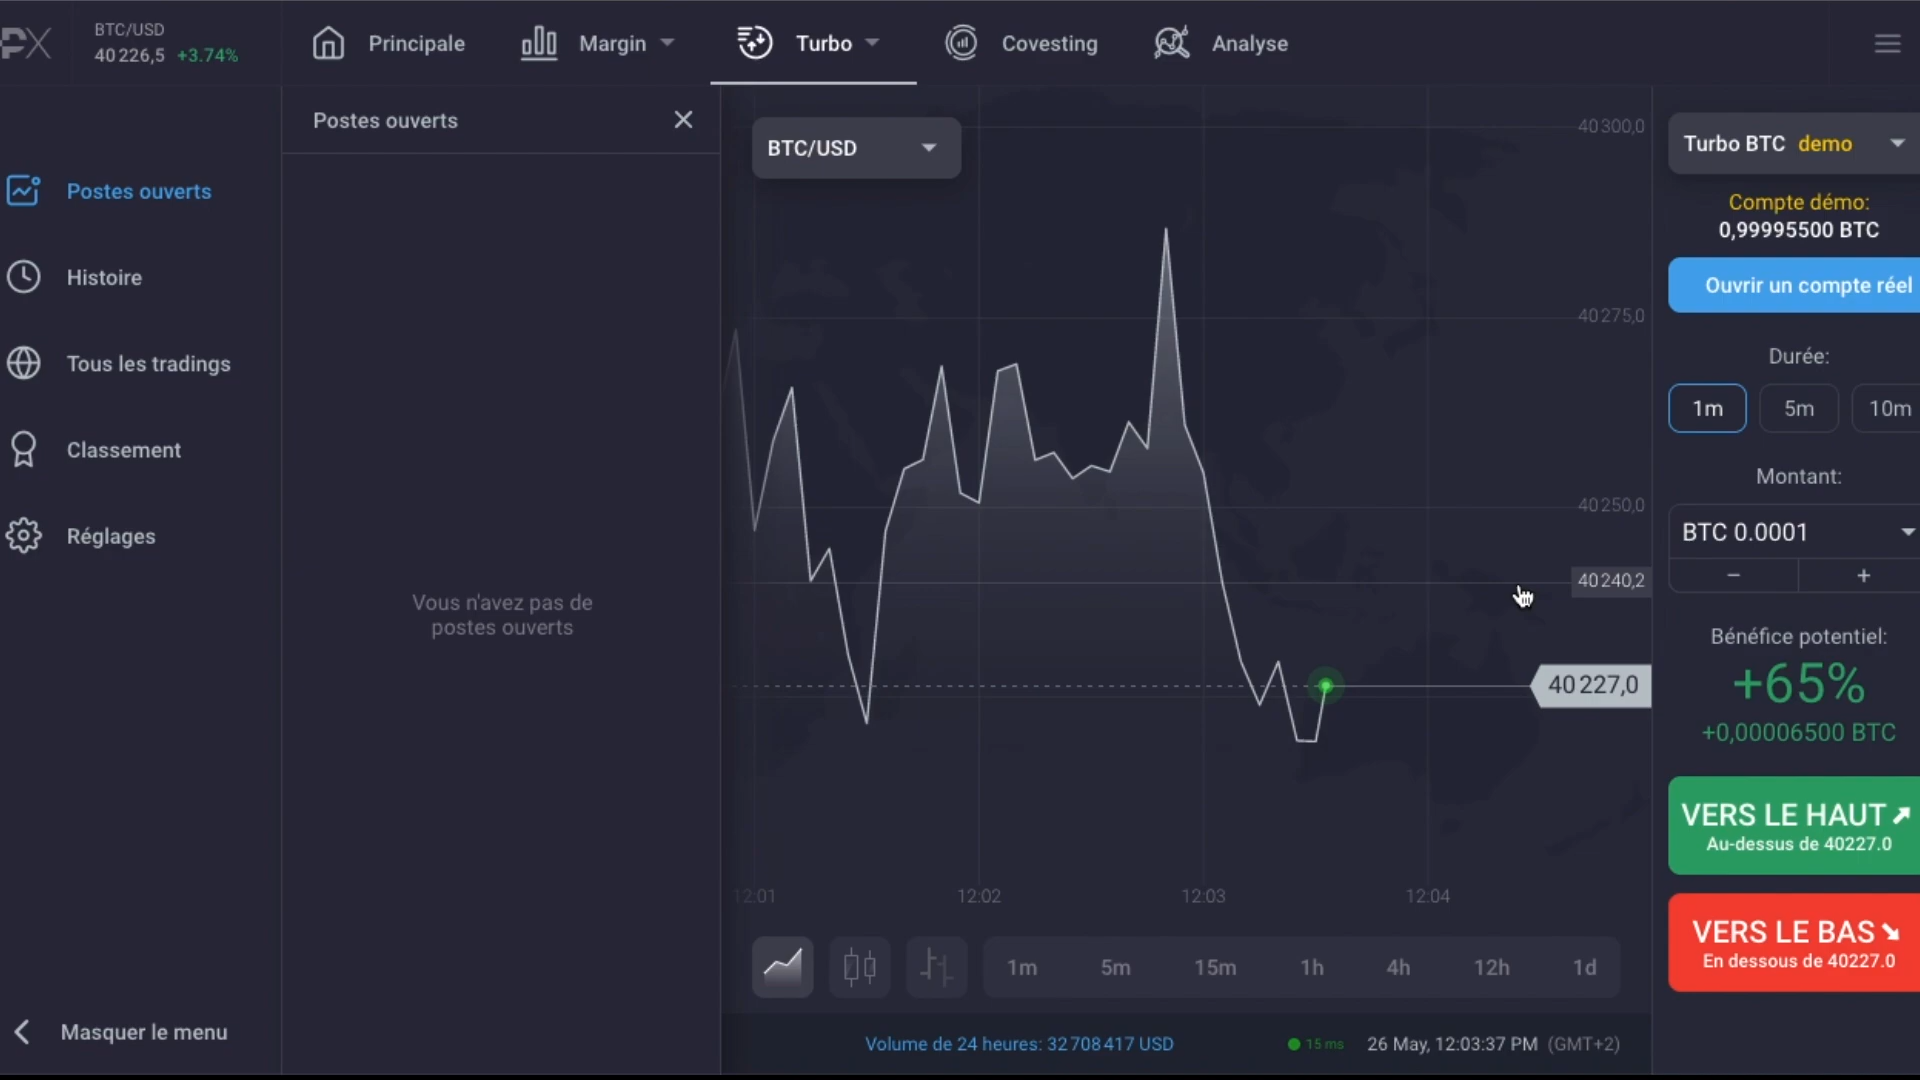 PX
BTC/USD
40 226,5 +3.74%
Principale
Margin
Turbo
Covesting
Analyse
Postes ouverts
Histoire
Tous les tradings
Classement
Réglages
Masquer le menu
Postes ouverts
Vous n'avez pas de
postes ouverts
BTC/USD
40 300,0
40 275,0
40 250,0
40 240,2
40 227,0
12:01
12:02
12:03
12:04
1m
5m
15m
1h
4h
12h
1d
Volume de 24 heures: 32 708 417 USD
15 ms
26 May, 12:03:37 PM (GMT+2)
Turbo BTC demo
Compte démo:
0,99995500 BTC
Ouvrir un compte réel
Durée:
1m
5m
10m
Montant:
BTC 0.0001
− +
Bénéfice potentiel:
+65%
+0,00006500 BTC
VERS LE HAUT
Au-dessus de 40227.0
VERS LE BAS
En dessous de 40227.0